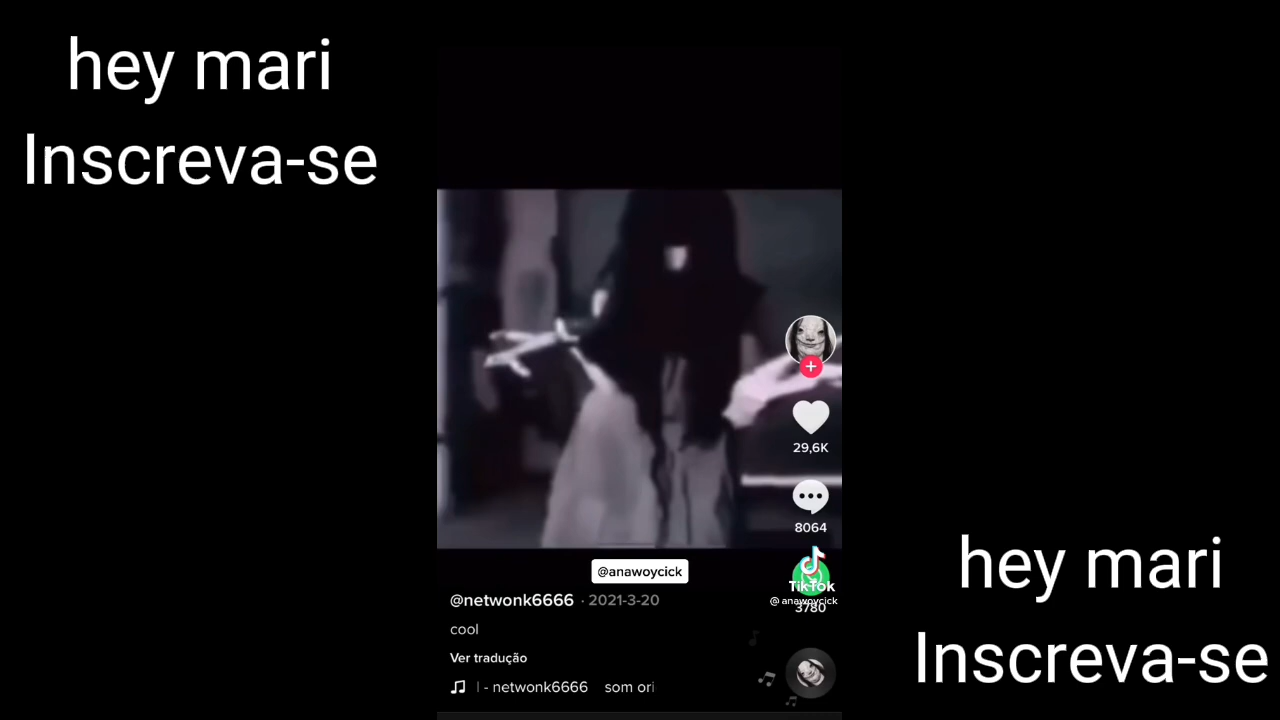 hey mari
Inscreva-se
29,6K
8064
@anawoycick
TikTok
@anawoycick
3780
@netwonk6666 · 2021-3-20
cool
Ver tradução
l - netwonk6666 som ori
hey mari
Inscreva-se